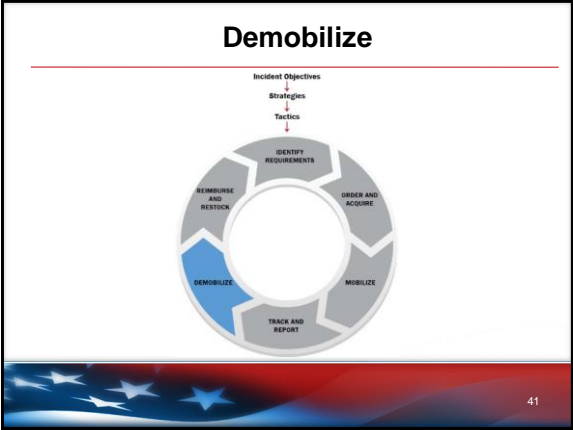 Demobilize
Incident Objectives
Strategies
Tactics
IDENTIFY
REQUIREMENTS
ORDER AND
ACQUIRE
MOBILIZE
TRACK AND
REPORT
DEMOBILIZE
REIMBURSE
AND
RESTOCK
41